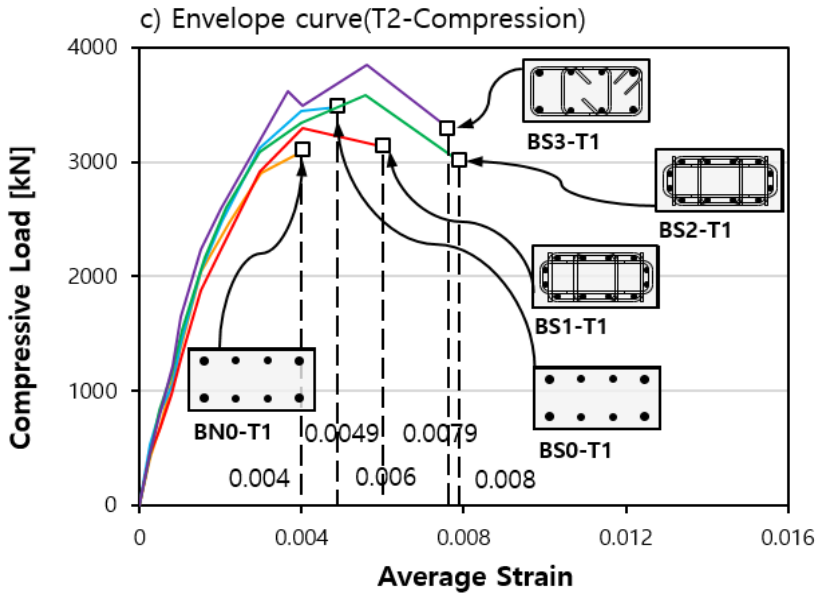 c) Envelope curve(T2-Compression)
Compressive Load [kN]
4000
3000
2000
1000
0
BS3-T1
BS2-T1
BS1-T1
BS0-T1
BN0-T1
0.0049
0.0079
0.004
0.006
0.008
0
0.004
0.008
0.012
0.016
Average Strain